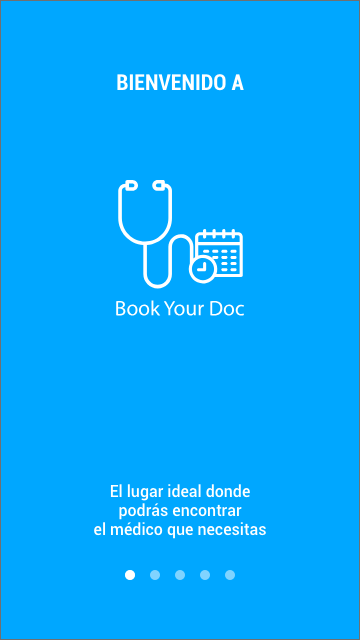 BIENVENIDO A
Book Your Doc
El lugar ideal donde
podrás encontrar
el médico que necesitas